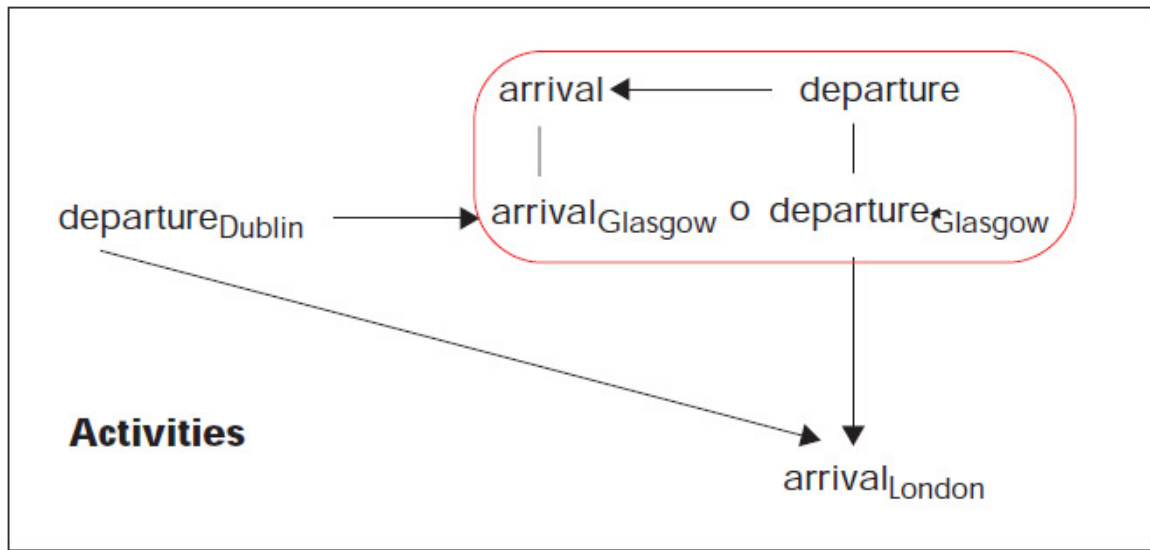 arrival departure
departureDublin arrivalGlasgow o departureGlasgow
Activities
arrivalLondon